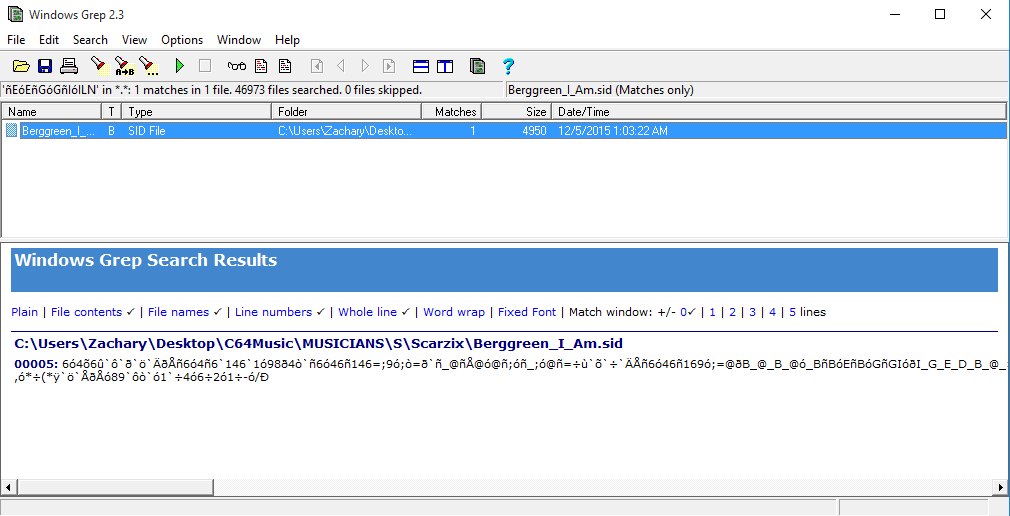 Windows Grep 2.3
File Edit Search View Options Window Help
'ñEóEñGóGñIóILN' in *.*: 1 matches in 1 file. 46973 files searched. 0 files skipped. Berggreen_I_Am.sid (Matches only)
Name T Type Folder Matches Size Date/Time
Berggreen_I_... B SID File C:\Users\Zachary\Deskto... 1 4950 12/5/2015 1:03:22 AM
Windows Grep Search Results
Plain | File contents ✓ | File names ✓ | Line numbers ✓ | Whole line ✓ | Word wrap | Fixed Font | Match window: +/- 0✓ | 1 | 2 | 3 | 4 | 5 lines
C:\Users\Zachary\Desktop\C64Music\MUSICIANS\S\Scarzix\Berggreen_I_Am.sid
00005: 6ó4õ6û`ô`ð`ö`ÄðÅñ6ó4ñ6`146`1ó98ð4ò`ñ6ó46ñ146=;9ó;ò=ð`ñ_@ñÅ@ó@ñ;óñ_;ó@ñ=÷ù`õ`÷`ÄÅñ6ó46ñ169ó;=@ðB_@_B_@ó_BñBóEñBóGñGIóðI_G_E_D_B_@_:
,ó*÷(*ÿ`ö`ÅðÅó89`ôò`ó1`÷4ó6÷2ó1÷-ó/Ð